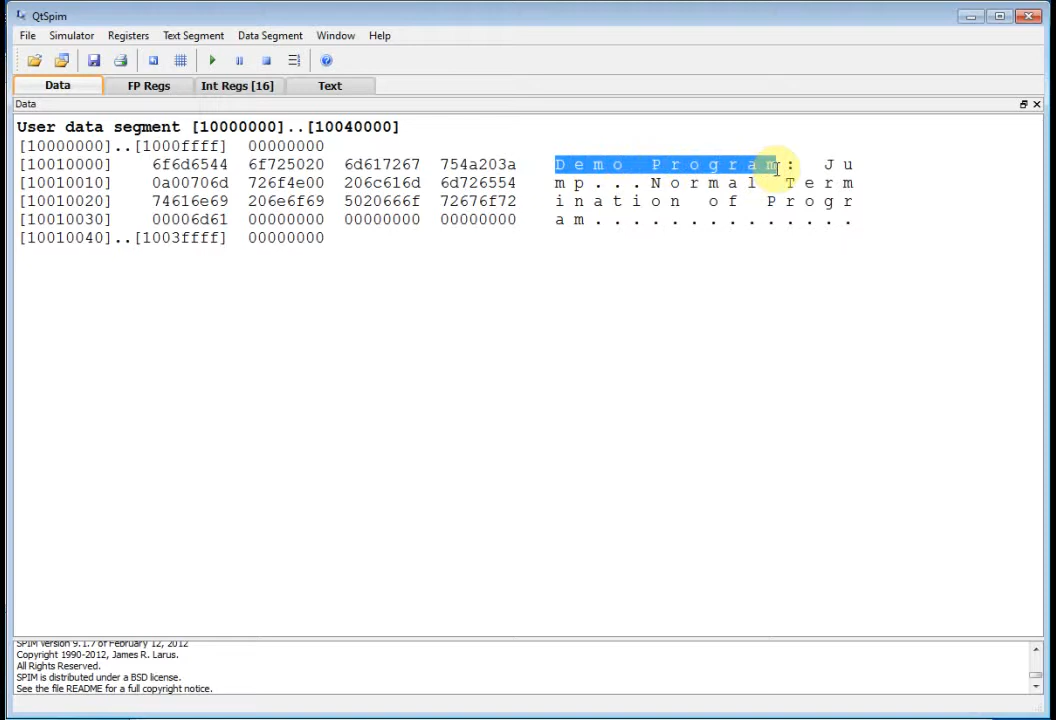 QtSpim
File Simulator Registers Text Segment Data Segment Window Help
Data FP Regs Int Regs [16] Text
Data
User data segment [10000000]..[10040000]
[10000000]..[1000ffff] 00000000
[10010000] 6f6d6544 6f725020 6d617267 754a203a D e m o P r o g r a m : J u
[10010010] 0a00706d 726f4e00 206c616d 6d726554 m p . . . N o r m a l T e r m
[10010020] 74616e69 206e6f69 5020666f 72676f72 i n a t i o n o f P r o g r
[10010030] 00006d61 00000000 00000000 00000000 a m . . . . . . . . . . . . . .
[10010040]..[1003ffff] 00000000
SPIM Version 9.1.7 of February 12, 2012
Copyright 1990-2012, James R. Larus.
All Rights Reserved.
SPIM is distributed under a BSD license.
See the file README for a full copyright notice.